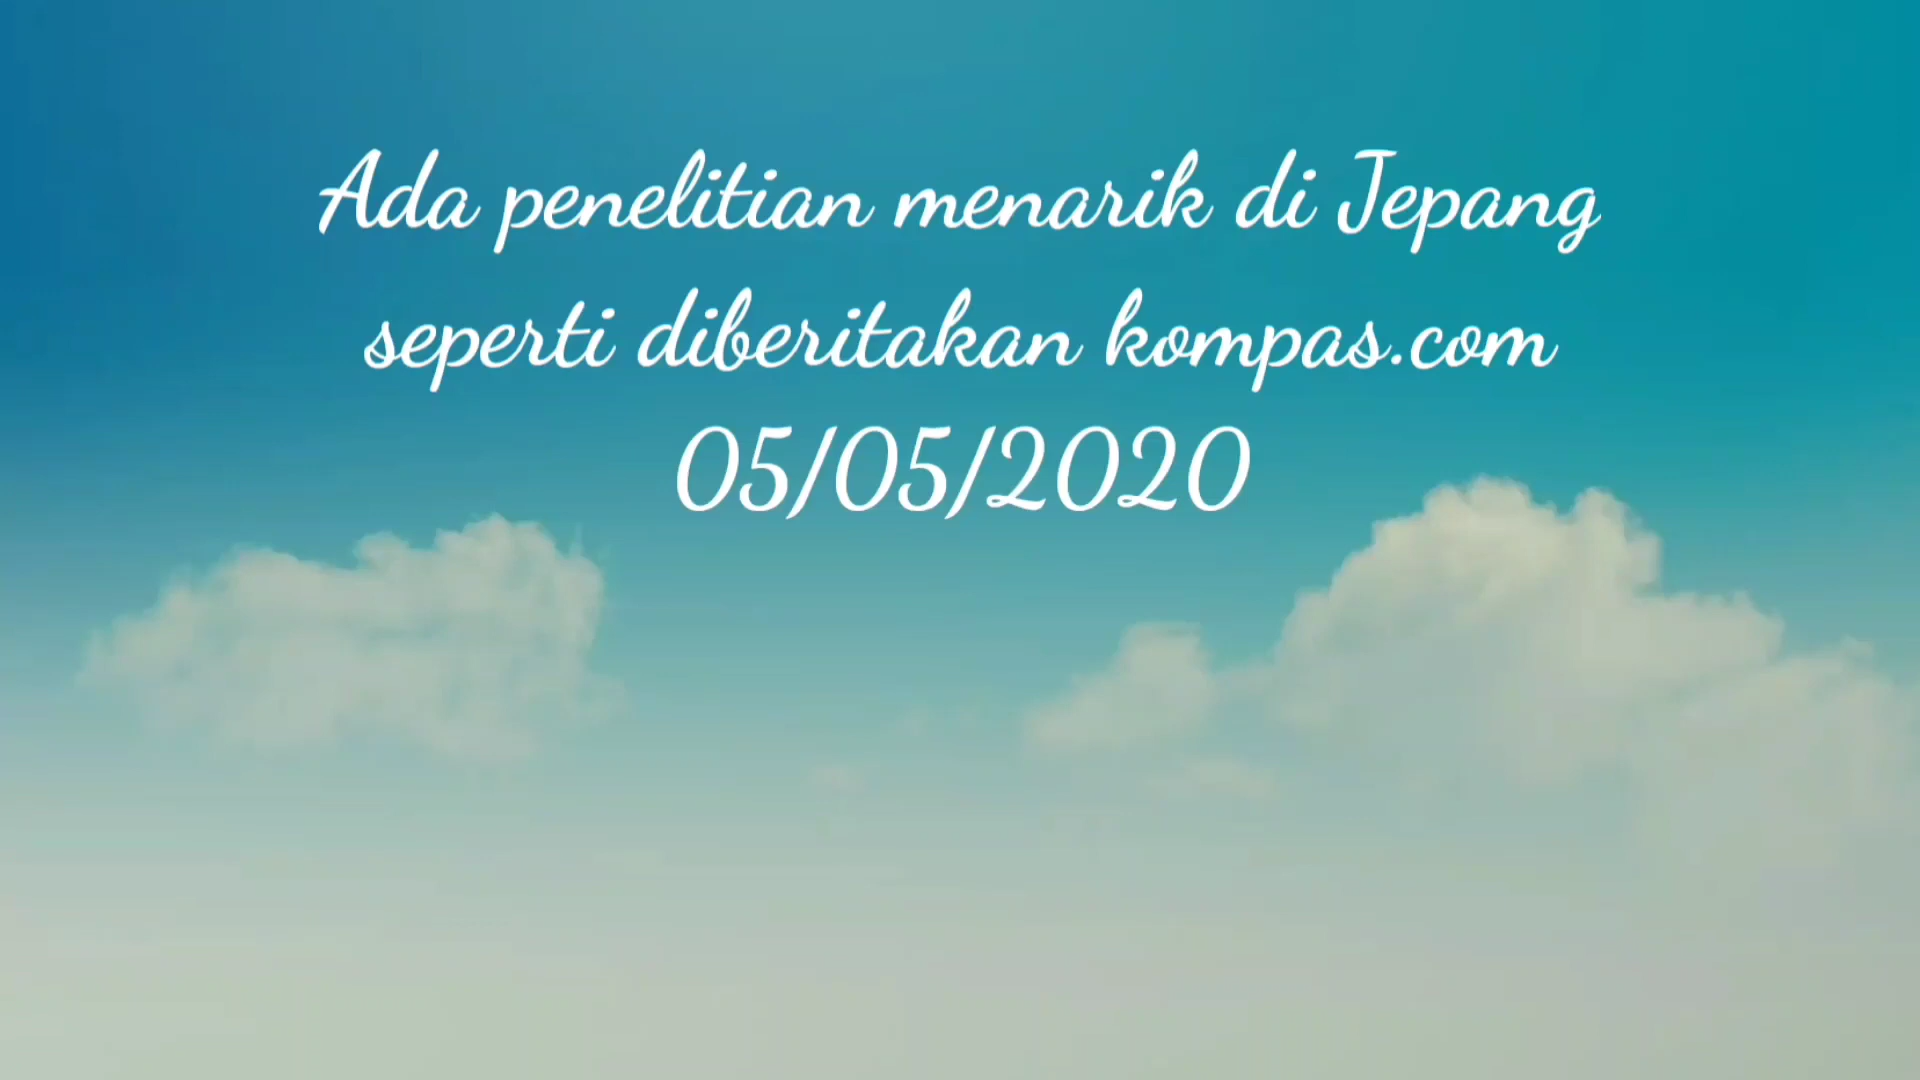 Ada penelitian menarik di Jepang
seperti diberitakan kompas.com
05/05/2020